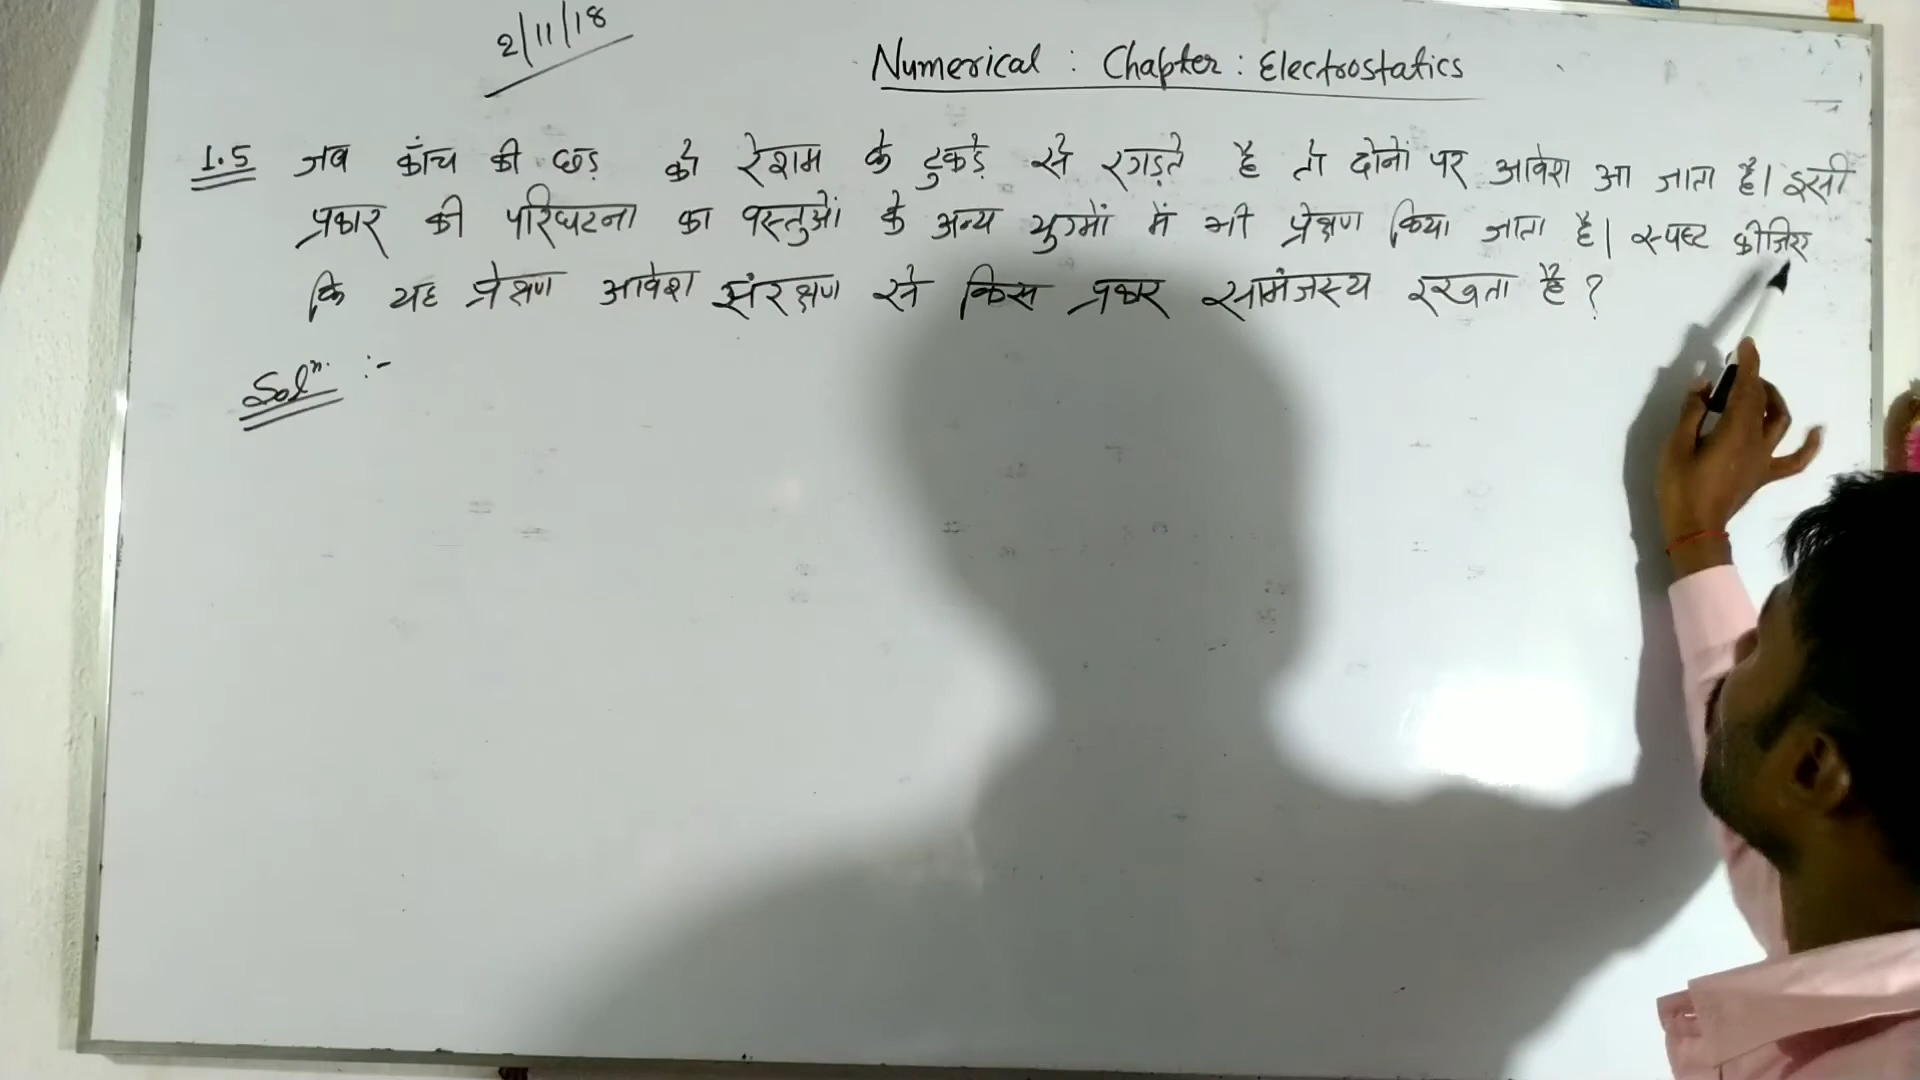 2/11/18
Numerical : Chapter : Electrostatics
1.5 जब कांच की छड़ को रेशम के टुकड़े से रगड़ते है तो दोनों पर आवेश आ जाता है। इसी
प्रकार की परिघटना का वस्तुओं के अन्य युग्मों में भी प्रेक्षण किया जाता है। स्पष्ट कीजिए
कि यह प्रेक्षण आवेश संरक्षण से किस प्रकार सामंजस्य रखता है ?
Solⁿ. :-